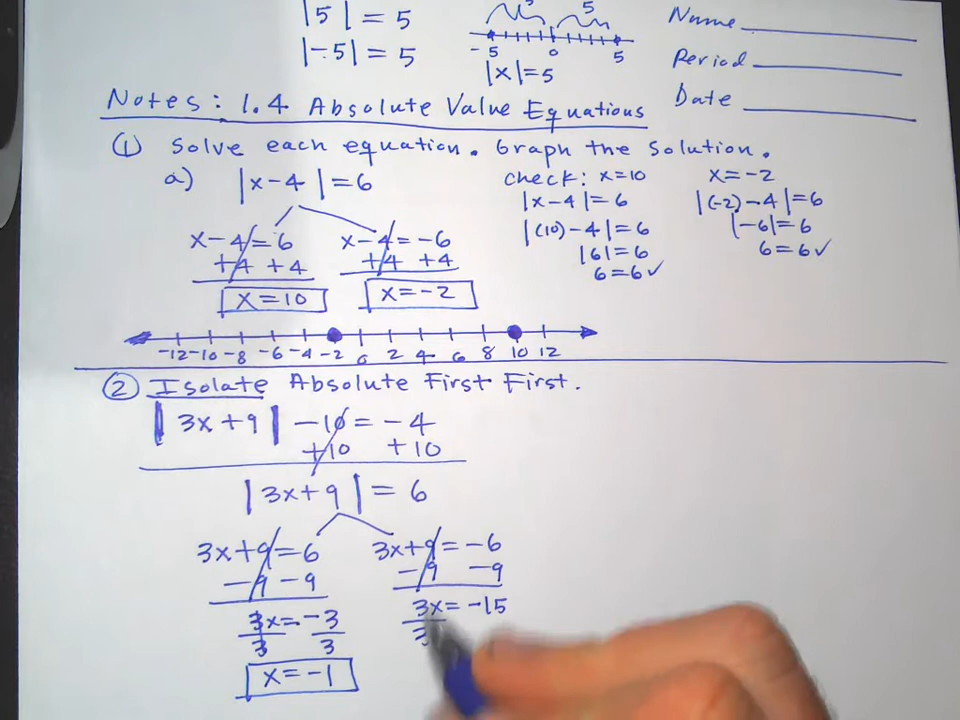 |5| = 5
|-5| = 5
-5 0 5
|x|=5
Name
Period
Date
Notes: 1.4 Absolute Value Equations
① Solve each equation. Graph the solution.
a) |x-4|=6
x-4=6 x-4=-6
+4 +4 +4 +4
x=10 x=-2
check: x=10 x=-2
|x-4|=6 |(-2)-4|=6
|(10)-4|=6 |-6|=6
|6|=6 6=6✓
6=6✓
-12 -10 -8 -6 -4 -2 0 2 4 6 8 10 12
② Isolate Absolute First First.
|3x+9| -10 = -4
+10 +10
|3x+9| = 6
3x+9=6 3x+9=-6
-9 -9 -9 -9
3x=-3 3x=-15
3 3 3
x=-1